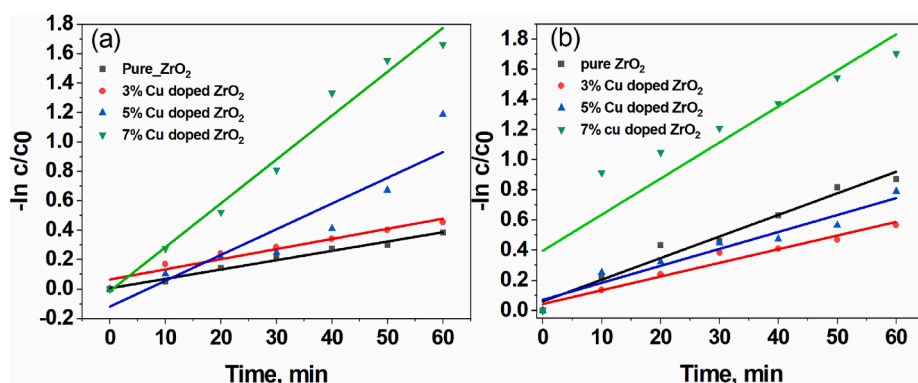 (a)
Pure_ZrO2
3% Cu doped ZrO2
5% Cu doped ZrO2
7% Cu doped ZrO2
-ln c/c0
1.8
1.6
1.4
1.2
1.0
0.8
0.6
0.4
0.2
0.0
-0.2
0 10 20 30 40 50 60
Time, min
(b)
pure ZrO2
3% Cu doped ZrO2
5% Cu doped ZrO2
7% cu doped ZrO2
-ln c/c0
1.8
1.6
1.4
1.2
1.0
0.8
0.6
0.4
0.2
0.0
0 10 20 30 40 50 60
Time, min